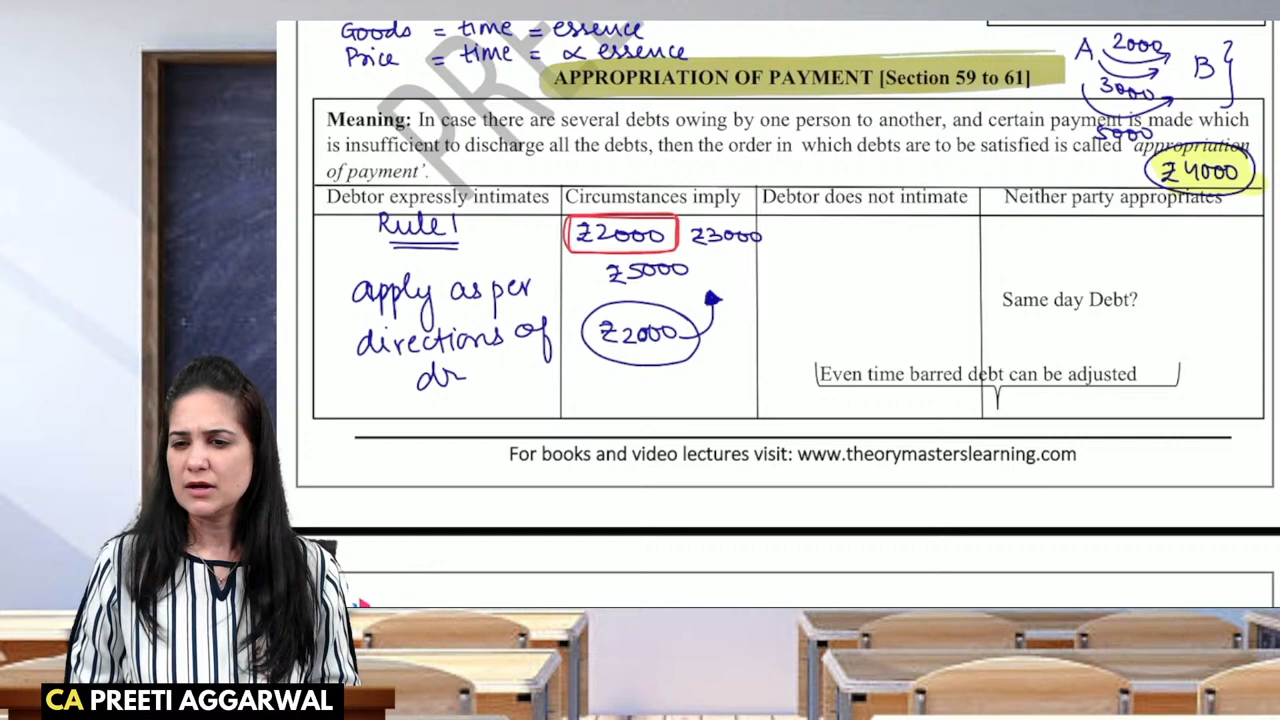 Goods = time = essence
Price = time = ∝ essence
A 2000 B }
3000
5000
₹4000
APPROPRIATION OF PAYMENT [Section 59 to 61]
Meaning: In case there are several debts owing by one person to another, and certain payment is made which
is insufficient to discharge all the debts, then the order in which debts are to be satisfied is called 'appropriation
of payment'.
Debtor expressly intimates Circumstances imply Debtor does not intimate Neither party appropriates
Rule 1
apply as per
directions of
dr
₹2000 ₹3000
₹5000
₹2000
Same day Debt?
Even time barred debt can be adjusted
For books and video lectures visit: www.theorymasterslearning.com
CA PREETI AGGARWAL